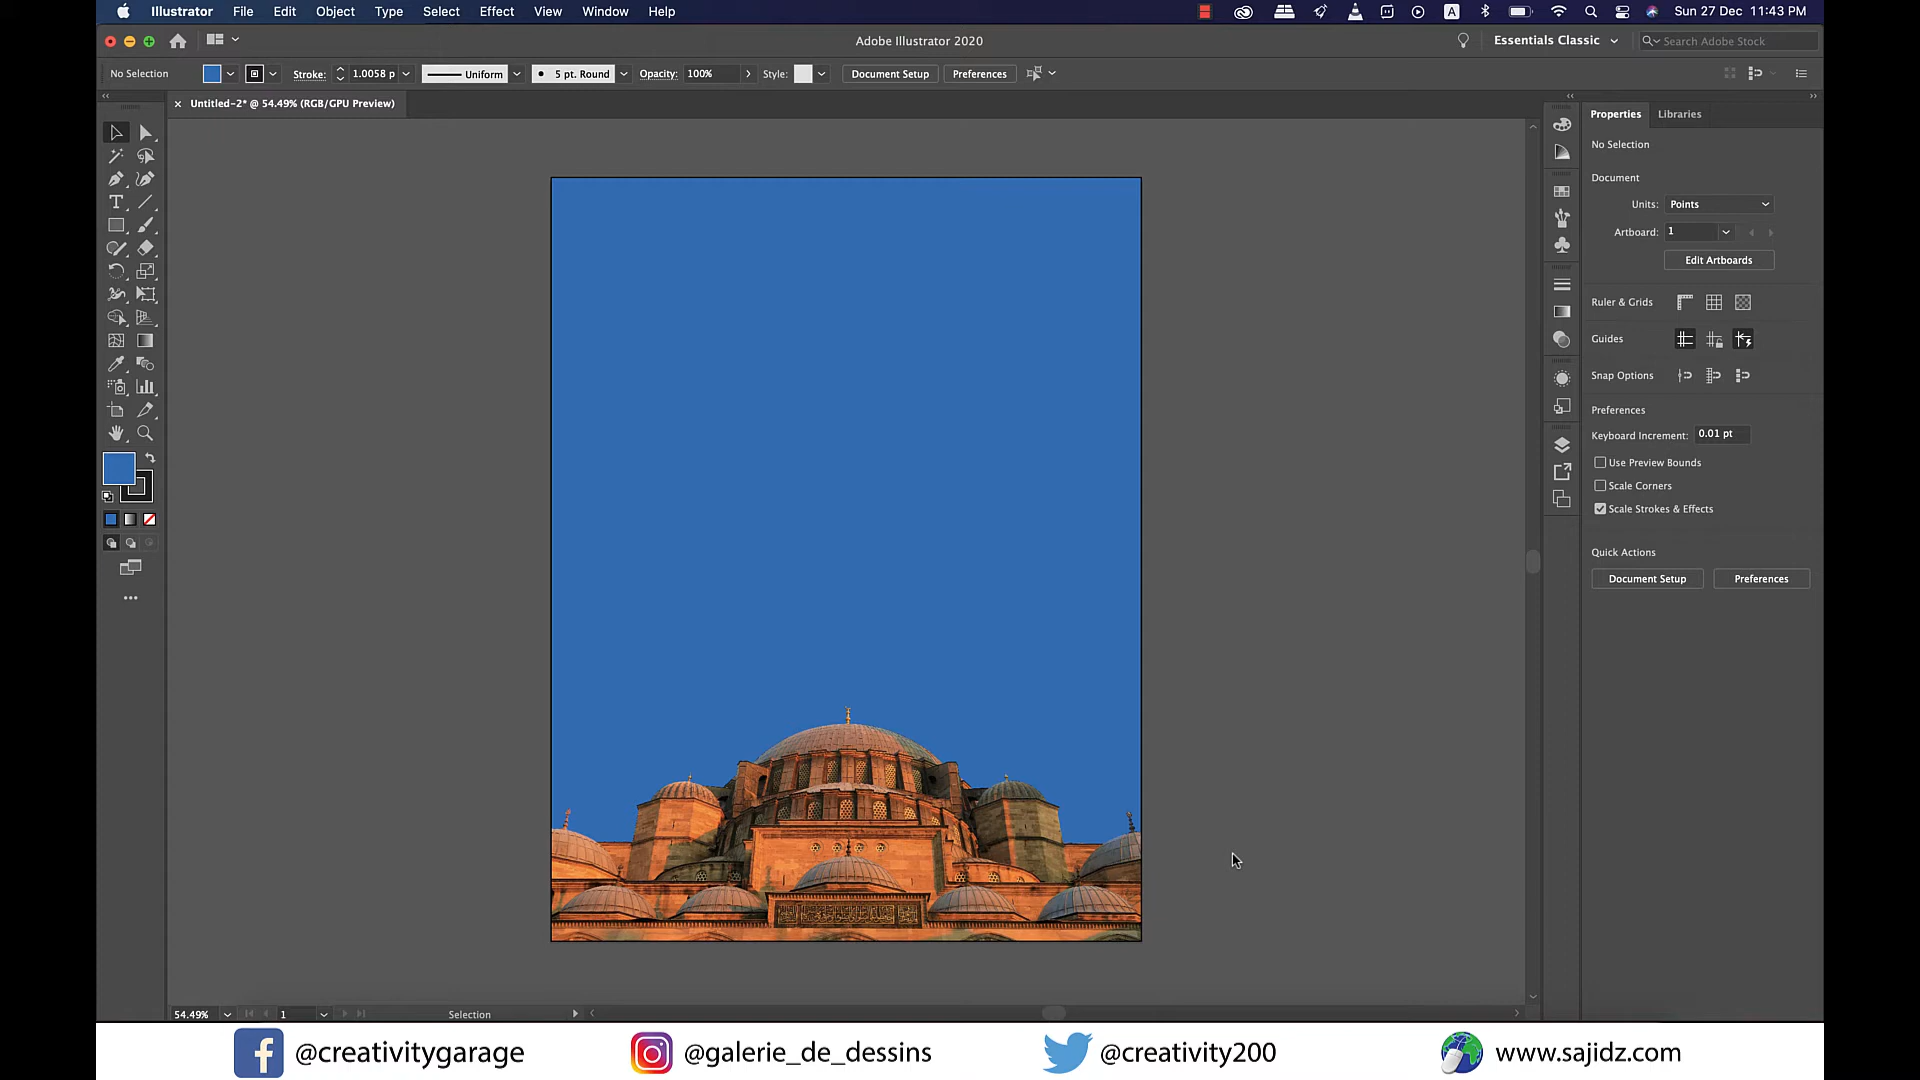 Illustrator File Edit Object Type Select Effect View Window Help
A
Sun 27 Dec 11:43 PM
Adobe Illustrator 2020
Essentials Classic
Search Adobe Stock
No Selection
Stroke: 1.0058 p
Uniform
5 pt. Round
Opacity: 100%
Style:
Document Setup
Preferences
Untitled-2* @ 54.49% (RGB/GPU Preview)
Properties Libraries
No Selection
Document
Units: Points
Artboard: 1
Edit Artboards
Ruler & Grids
Guides
Snap Options
Preferences
Keyboard Increment: 0.01 pt
Use Preview Bounds
Scale Corners
Scale Strokes & Effects
Quick Actions
Document Setup
Preferences
54.49%
1
Selection
@creativitygarage
@galerie_de_dessins
@creativity200
www.sajidz.com